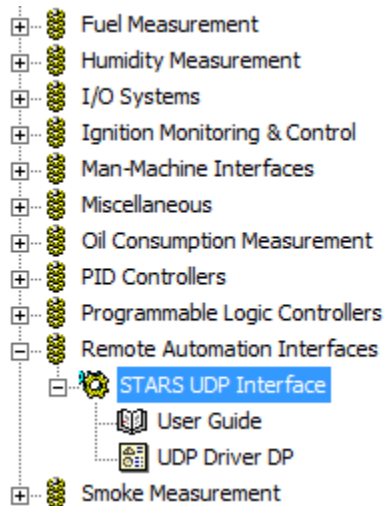 Fuel Measurement
Humidity Measurement
I/O Systems
Ignition Monitoring & Control
Man-Machine Interfaces
Miscellaneous
Oil Consumption Measurement
PID Controllers
Programmable Logic Controllers
Remote Automation Interfaces
STARS UDP Interface
User Guide
UDP Driver DP
Smoke Measurement